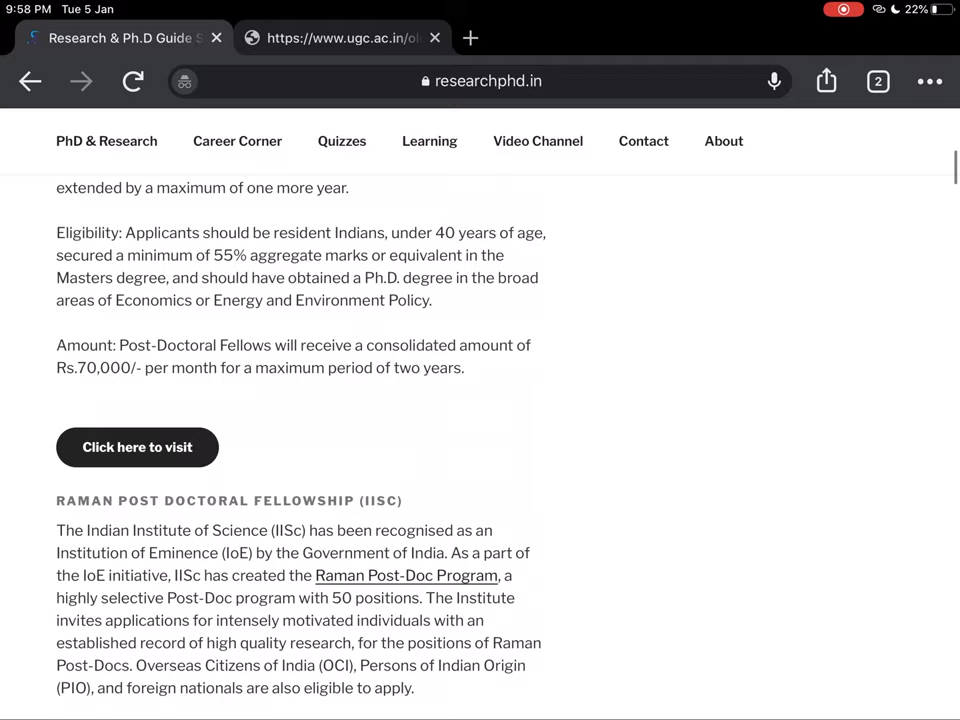 9:58 PM Tue 5 Jan
22%
Research & Ph.D Guide
https://www.ugc.ac.in/ol
researchphd.in
2
PhD & Research Career Corner Quizzes Learning Video Channel Contact About
extended by a maximum of one more year.
Eligibility: Applicants should be resident Indians, under 40 years of age,
secured a minimum of 55% aggregate marks or equivalent in the
Masters degree, and should have obtained a Ph.D. degree in the broad
areas of Economics or Energy and Environment Policy.
Amount: Post-Doctoral Fellows will receive a consolidated amount of
Rs.70,000/- per month for a maximum period of two years.
Click here to visit
RAMAN POST DOCTORAL FELLOWSHIP (IISC)
The Indian Institute of Science (IISc) has been recognised as an
Institution of Eminence (IoE) by the Government of India. As a part of
the IoE initiative, IISc has created the Raman Post-Doc Program, a
highly selective Post-Doc program with 50 positions. The Institute
invites applications for intensely motivated individuals with an
established record of high quality research, for the positions of Raman
Post-Docs. Overseas Citizens of India (OCI), Persons of Indian Origin
(PIO), and foreign nationals are also eligible to apply.